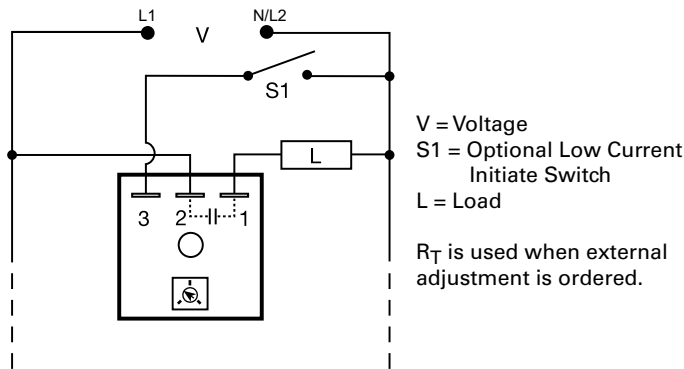 L1 V N/L2
S1
L
3 2 1
V = Voltage
S1 = Optional Low Current
Initiate Switch
L = Load
RT is used when external
adjustment is ordered.